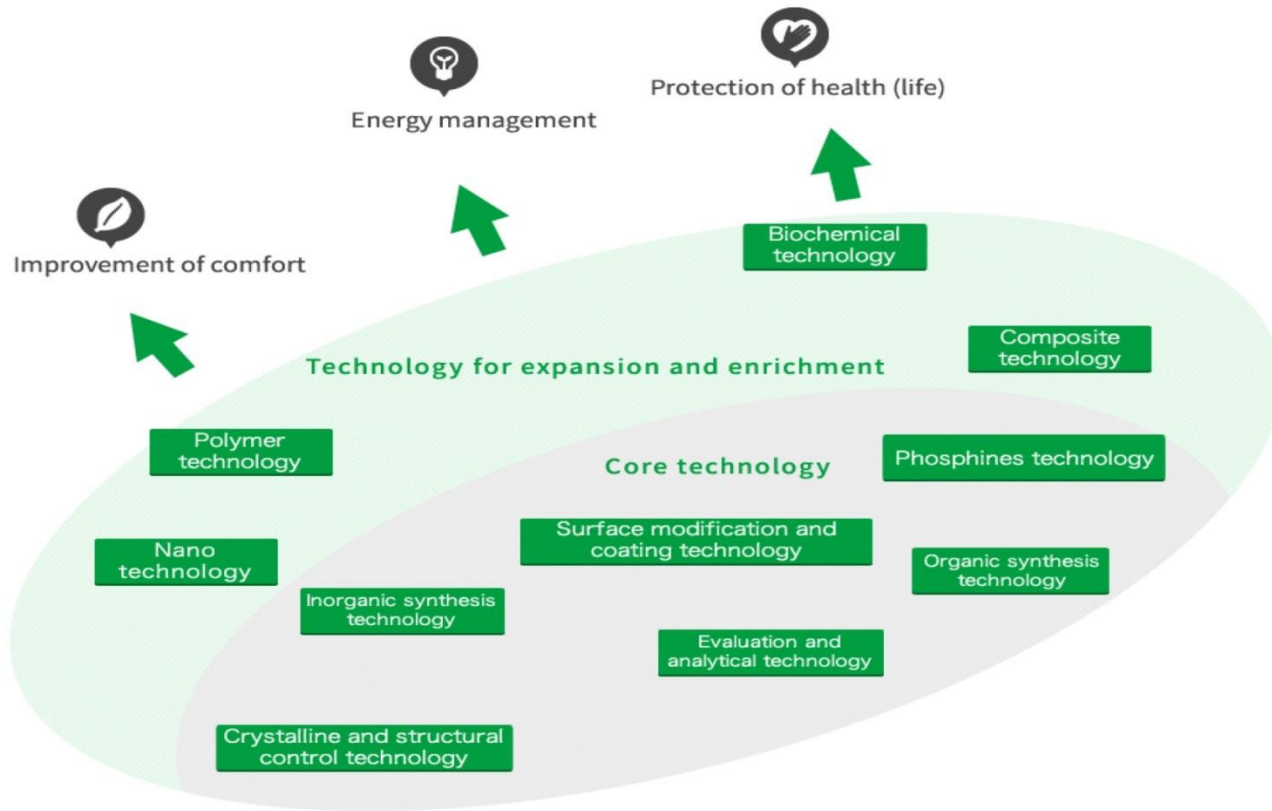 Protection of health (life)
Energy management
Improvement of comfort
Biochemical
technology
Composite
technology
Technology for expansion and enrichment
Polymer
technology
Core technology
Phosphines technology
Surface modification and
coating technology
Nano
technology
Organic synthesis
technology
Inorganic synthesis
technology
Evaluation and
analytical technology
Crystalline and structural
control technology